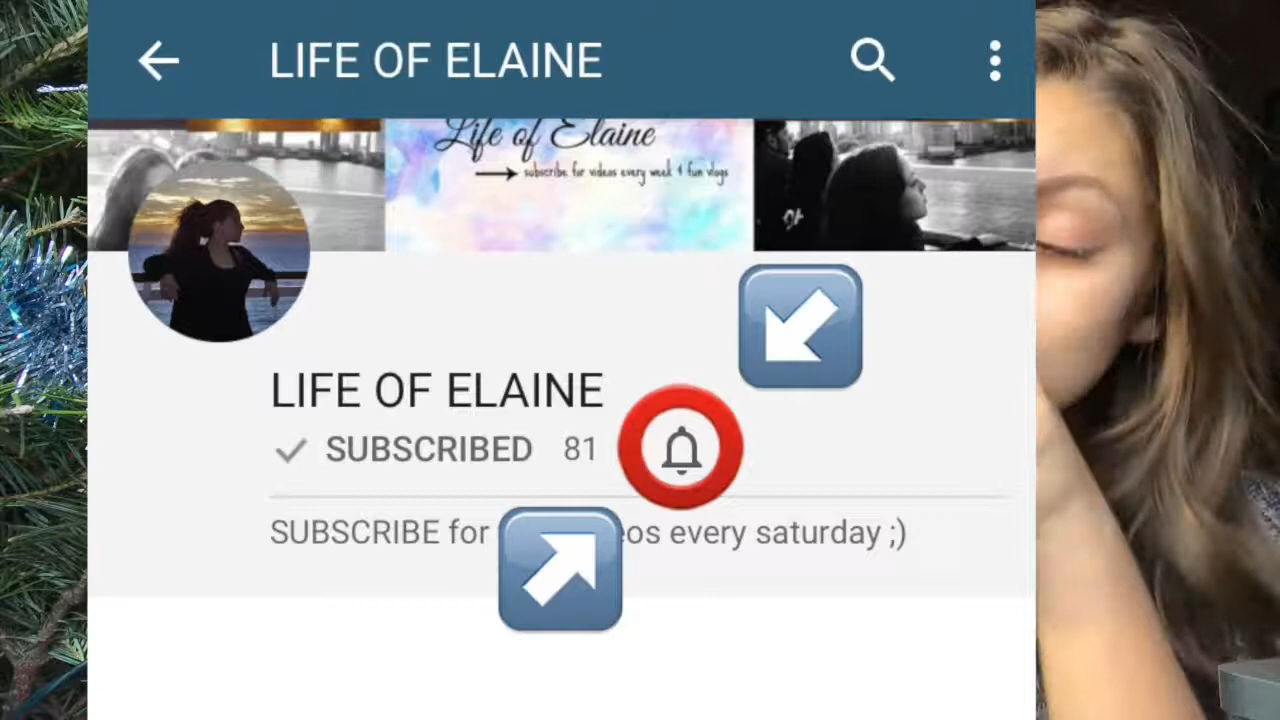 LIFE OF ELAINE
Life of Elaine
subscribe for videos every week & fun vlogs
LIFE OF ELAINE
SUBSCRIBED 81
SUBSCRIBE for eos every saturday ;)